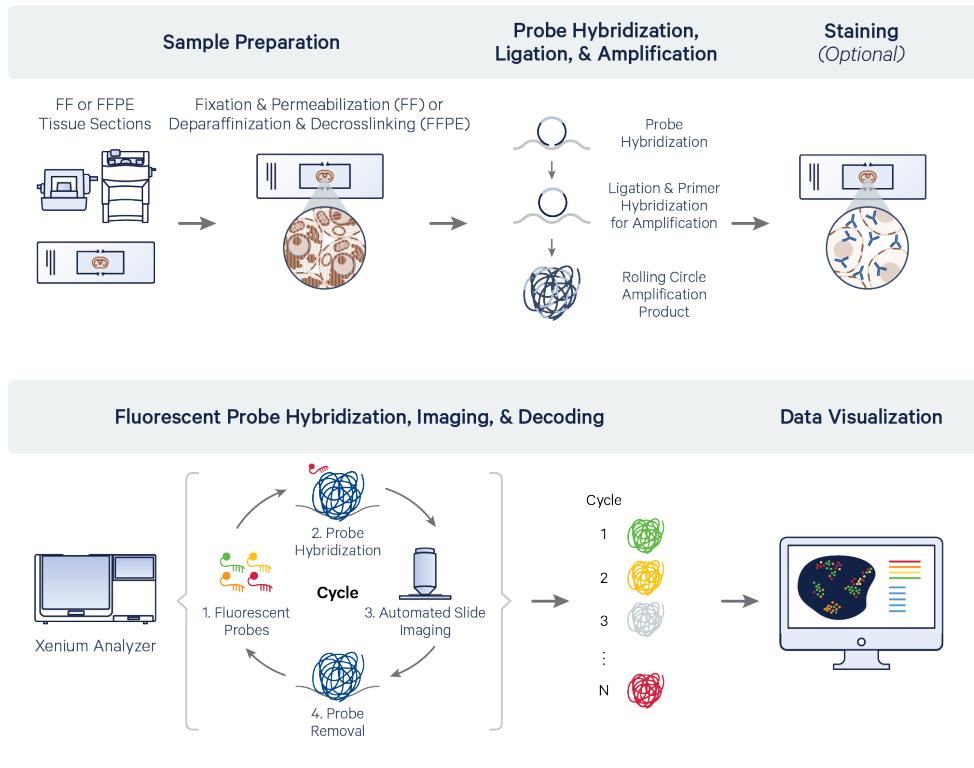 Sample Preparation
Probe Hybridization,
Ligation, & Amplification
Staining
(Optional)
FF or FFPE
Tissue Sections
Fixation & Permeabilization (FF) or
Deparaffinization & Decrosslinking (FFPE)
Probe
Hybridization
Ligation & Primer
Hybridization
for Amplification
Rolling Circle
Amplification
Product
Fluorescent Probe Hybridization, Imaging, & Decoding
Data Visualization
Xenium Analyzer
1. Fluorescent
Probes
2. Probe
Hybridization
Cycle
3. Automated Slide
Imaging
4. Probe
Removal
Cycle
1
2
3
⋮
N